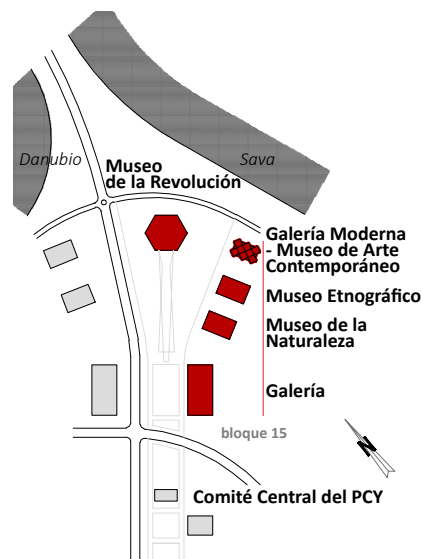 Danubio
Sava
Museo
de la Revolución
Galería Moderna
- Museo de Arte
Contemporáneo
Museo Etnográfico
Museo de la
Naturaleza
Galería
bloque 15
N
Comité Central del PCY